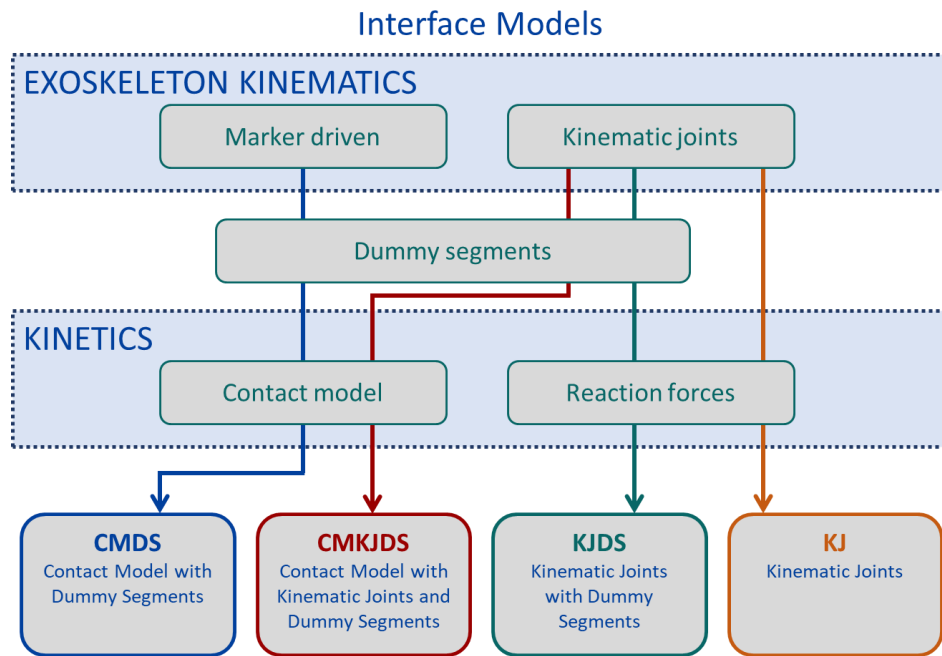 Interface Models
EXOSKELETON KINEMATICS
Marker driven
Kinematic joints
Dummy segments
KINETICS
Contact model
Reaction forces
CMDS
Contact Model with
Dummy Segments
CMKJDS
Contact Model with
Kinematic Joints and
Dummy Segments
KJDS
Kinematic Joints
with Dummy
Segments
KJ
Kinematic Joints